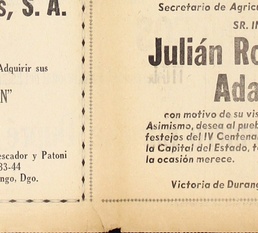 s, S. A.
Adquirir sus
N"
escador y Patoni
33-44
ngo, Dgo.
Secretario de Agric
SR. IN
Julián Ro
Ada
con motivo de su vis
Asimismo, desea al pueb
festejos del IV Centena
la Capital del Estado, t
la ocasión merece.
Victoria de Durang